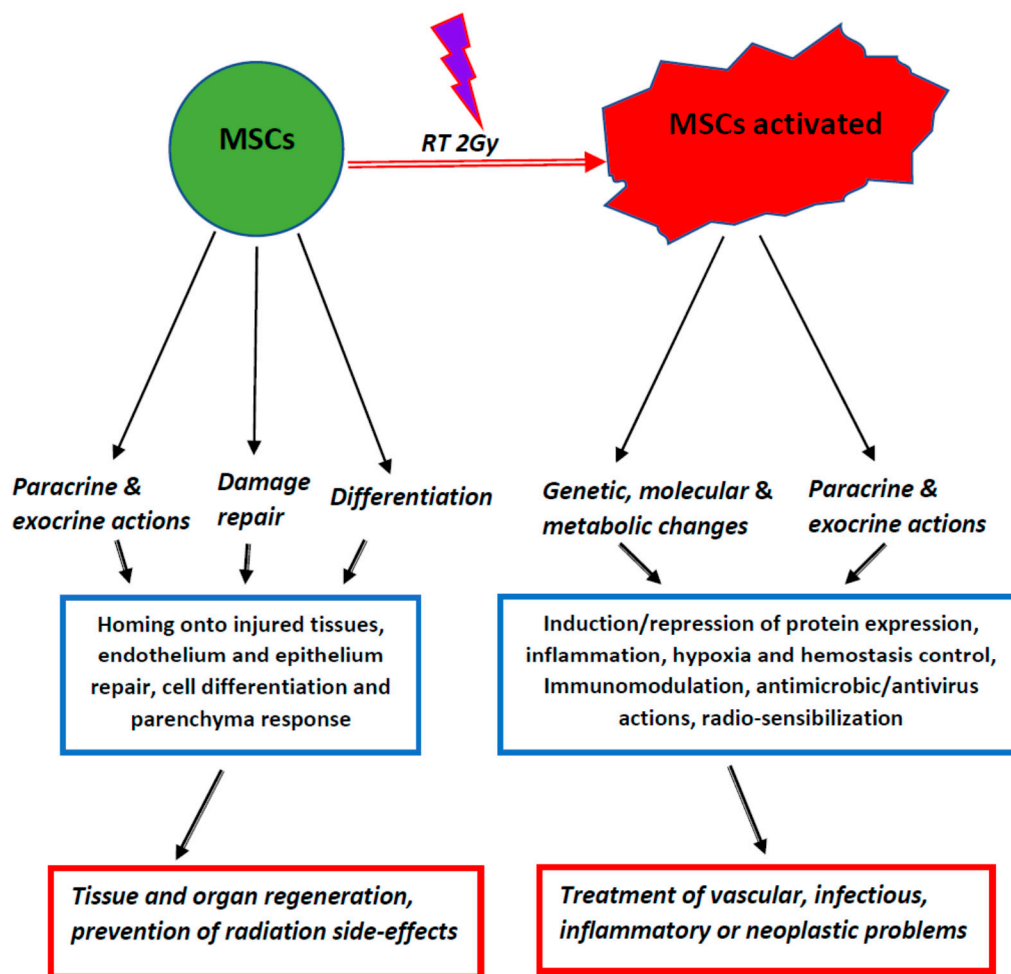 MSCs
RT 2Gy
MSCs activated
Paracrine &
exocrine actions
Damage
repair
Differentiation
Genetic, molecular &
metabolic changes
Paracrine &
exocrine actions
Homing onto injured tissues,
endothelium and epithelium
repair, cell differentiation and
parenchyma response
Induction/repression of protein expression,
inflammation, hypoxia and hemostasis control,
Immunomodulation, antimicrobic/antivirus
actions, radio-sensibilization
Tissue and organ regeneration,
prevention of radiation side-effects
Treatment of vascular, infectious,
inflammatory or neoplastic problems